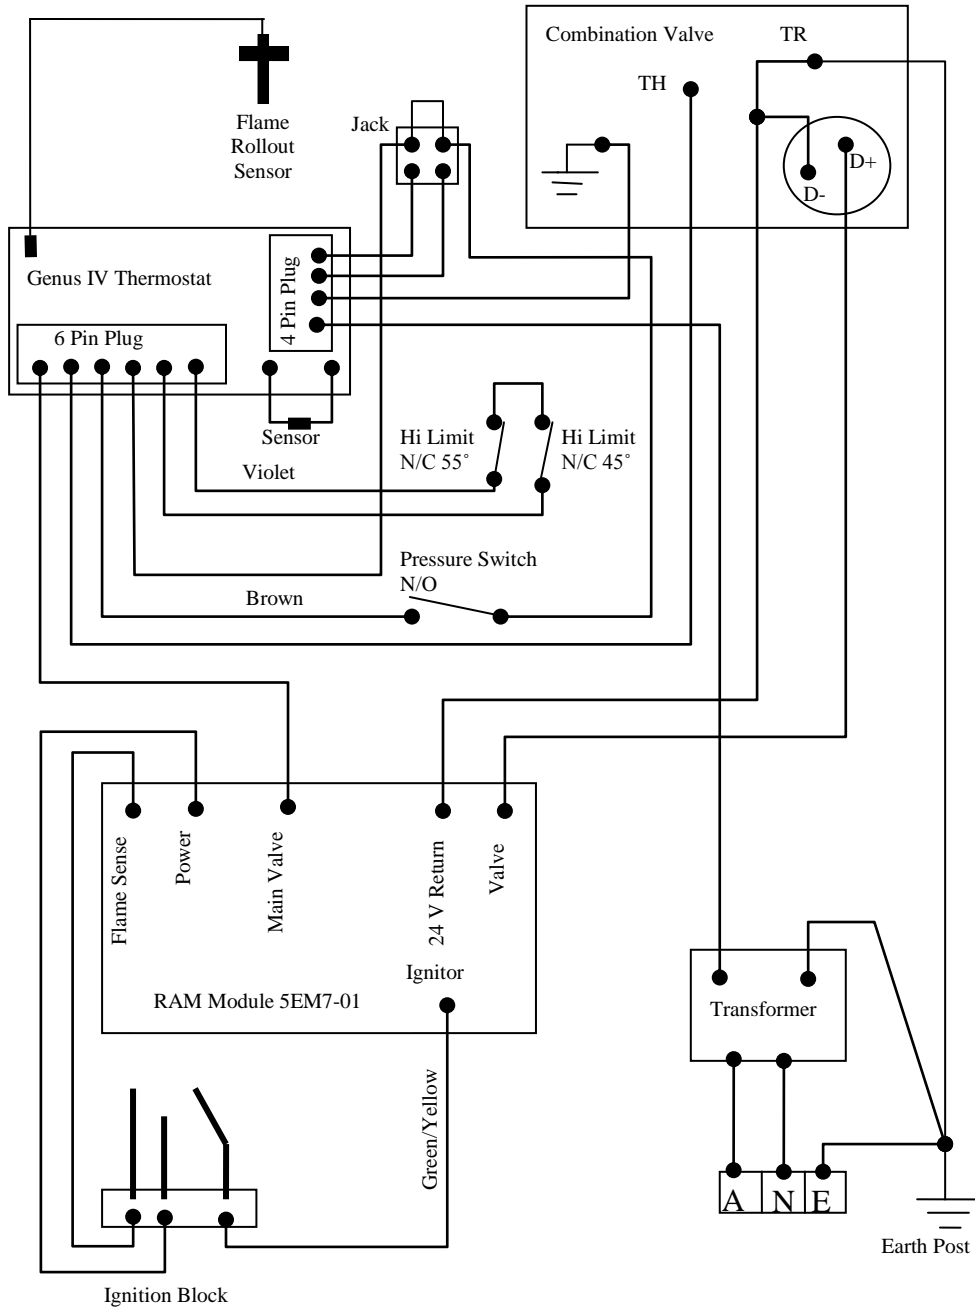 Combination Valve
TR
TH
D+
D-
Flame
Rollout
Sensor
Jack
Genus IV Thermostat
4 Pin Plug
6 Pin Plug
Sensor
Violet
Hi Limit
N/C 55°
Hi Limit
N/C 45°
Pressure Switch
N/O
Brown
Flame Sense
Power
Main Valve
24 V Return
Valve
Ignitor
RAM Module 5EM7-01
Green/Yellow
Transformer
A N E
Earth Post
Ignition Block